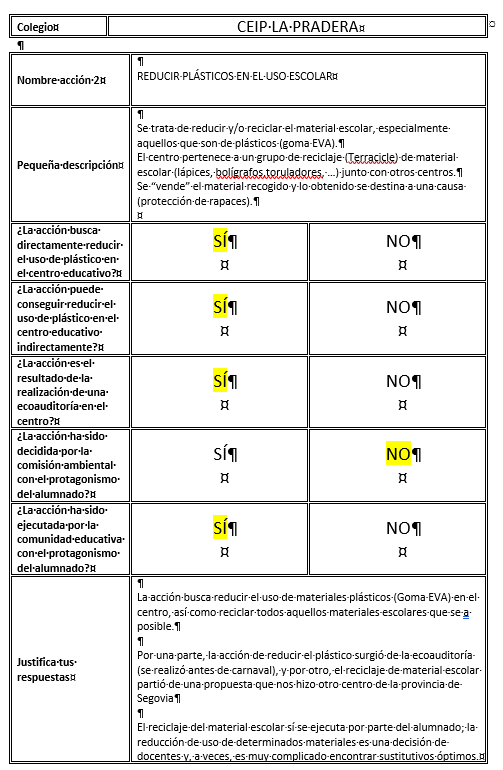 Colegio¤
CEIP·LA·PRADERA¤
¤
¶
Nombre·acción·2¤
¶
REDUCIR·PLÁSTICOS·EN·EL·USO·ESCOLAR¤
Pequeña·descripción¤
¶
Se·trata·de·reducir·y/o·reciclar·el·material·escolar,·especialmente·
aquellos·que·son·de·plásticos·(goma·EVA).¶
El·centro·pertenece·a·un·grupo·de·reciclaje·(Terracicle)·de·material·
escolar·(lápices,·bolígrafos,toruladores,·...)·junto·con·otros·centros.¶
Se·“vende”·el·material·recogido·y·lo·obtenido·se·destina·a·una·causa·
(protección·de·rapaces).¶
¤
¿La·acción·busca·
directamente·reducir·
el·uso·de·plástico·en·
el·centro·educativo?¤
SÍ¶
¤
NO¶
¤
¿La·acción·puede·
conseguir·reducir·el·
uso·de·plástico·en·el·
centro·educativo·
indirectamente?¤
SÍ¶
¤
NO¶
¤
¿La·acción·es·el·
resultado·de·la·
realización·de·una·
ecoauditoría·en·el·
centro?¤
SÍ¶
¤
NO¶
¤
¿La·acción·ha·sido·
decidida·por·la·
comisión·ambiental·
con·el·protagonismo·
del·alumnado?¤
SÍ¶
¤
NO¶
¤
¿La·acción·ha·sido·
ejecutada·por·la·
comunidad·educativa·
con·el·protagonismo·
del·alumnado?¤
SÍ¶
¤
NO¶
¤
Justifica·tus·
respuestas¤
¶
La·acción·busca·reducir·el·uso·de·materiales·plásticos·(Goma·EVA)·en·el·
centro,·así·como·reciclar·todos·aquellos·materiales·escolares·que·se·a·
posible.¶
¶
Por·una·parte,·la·acción·de·reducir·el·plástico·surgió·de·la·ecoauditoría·
(se·realizó·antes·de·carnaval),·y·por·otro,·el·reciclaje·de·material·escolar·
partió·de·una·propuesta·que·nos·hizo·otro·centro·de·la·provincia·de·
Segovia¶
¶
El·reciclaje·del·material·escolar·sí·se·ejecuta·por·parte·del·alumnado;·la·
reducción·de·uso·de·determinados·materiales·es·una·decisión·de·
docentes·y,·a·veces,·es·muy·complicado·encontrar·sustitutivos·óptimos.¤